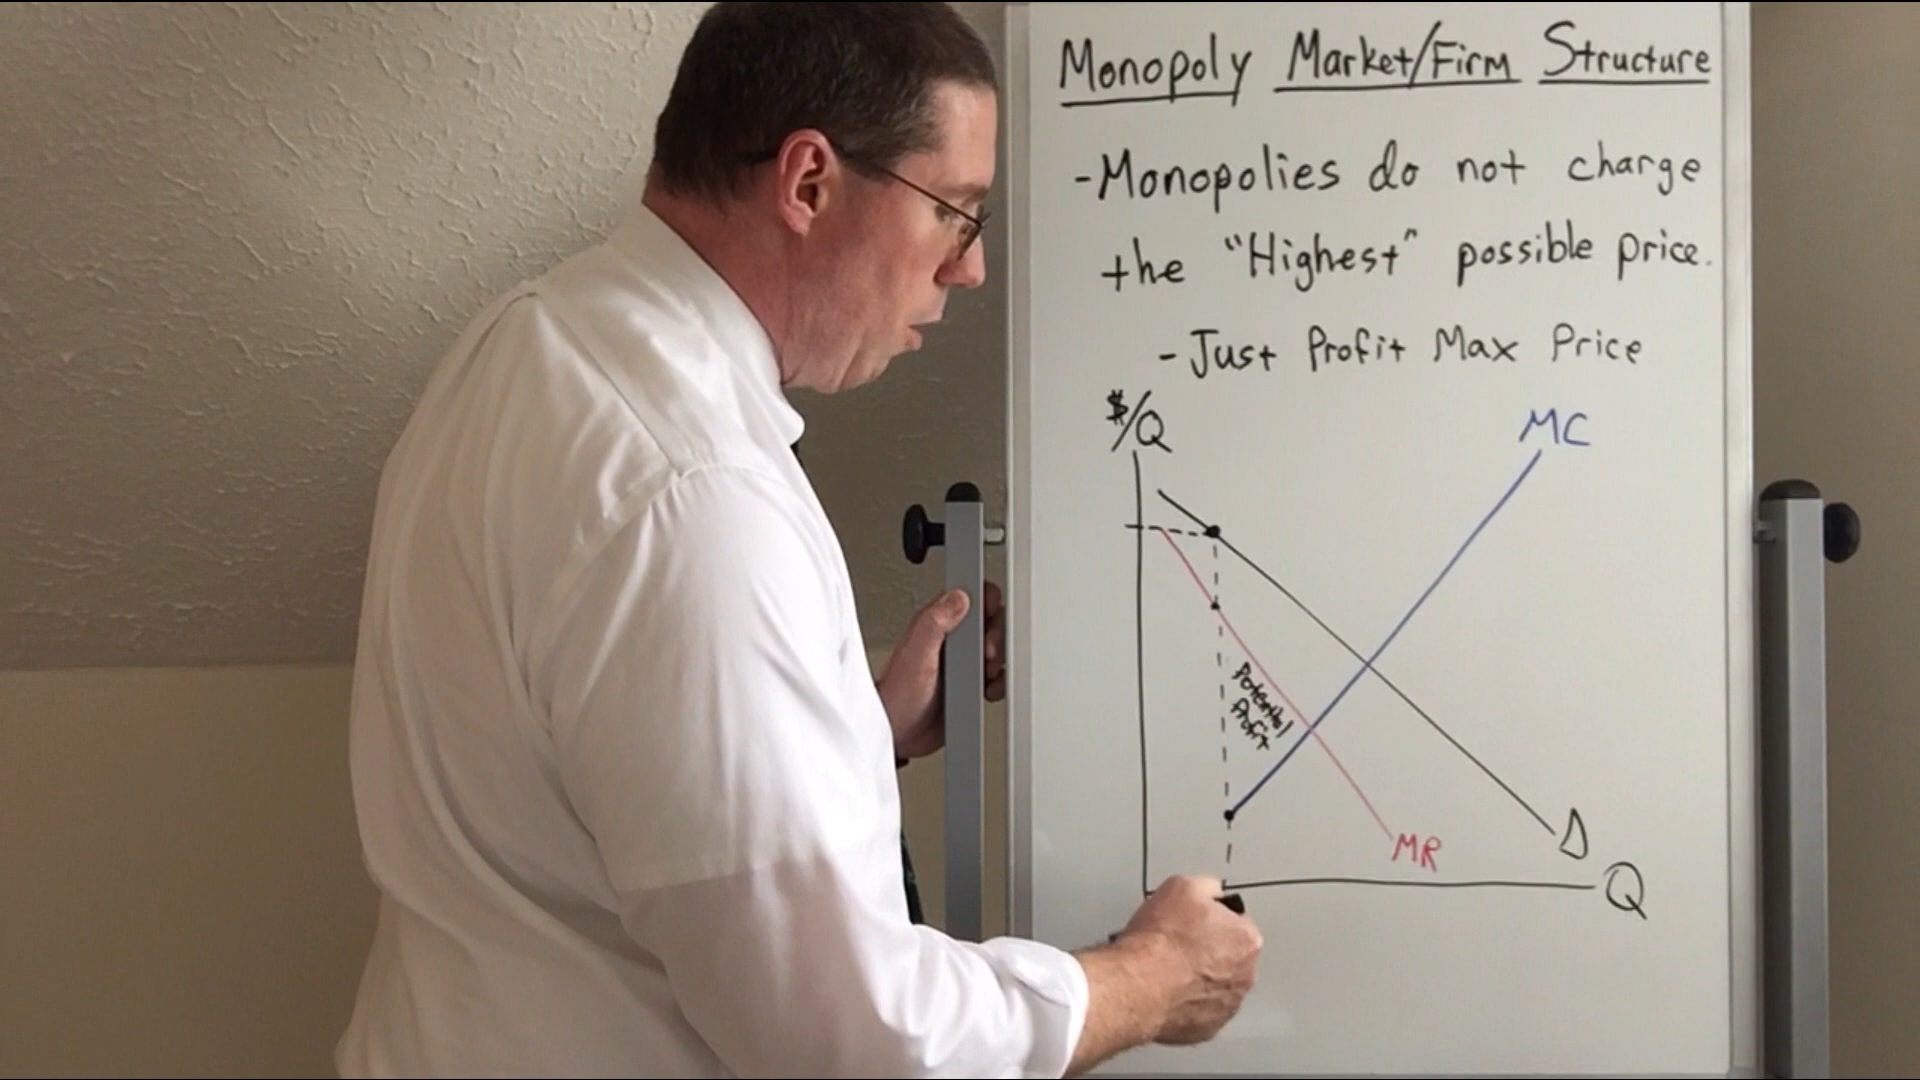 Monopoly Market/Firm Structure
-Monopolies do not charge
the "Highest" possible price.
-Just Profit Max Price
$/Q
MC
Potential
Profit
MR
D
Q